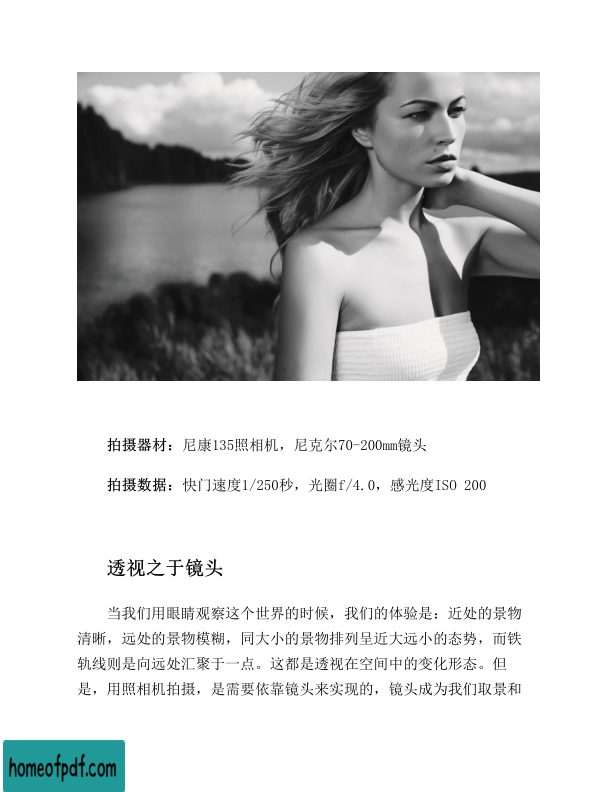 拍摄器材：尼康135照相机，尼克尔70-200mm镜头
拍摄数据：快门速度1/250秒，光圈f/4.0，感光度ISO 200
透视之于镜头
当我们用眼睛观察这个世界的时候，我们的体验是：近处的景物
清晰，远处的景物模糊，同大小的景物排列呈近大远小的态势，而铁
轨线则是向远处汇聚于一点。这都是透视在空间中的变化形态。但
是，用照相机拍摄，是需要依靠镜头来实现的，镜头成为我们取景和
homeofpdf.com